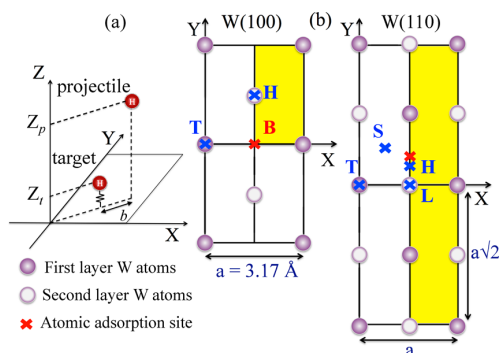 (a)
Z
projectile
H
Z_p
Y
target
Z_t
H
b
X
Y
W(100)
H
T
B
X
a = 3.17 Å
(b)
W(110)
Y
S
T
H
X
L
a√2
a
First layer W atoms
Second layer W atoms
Atomic adsorption site